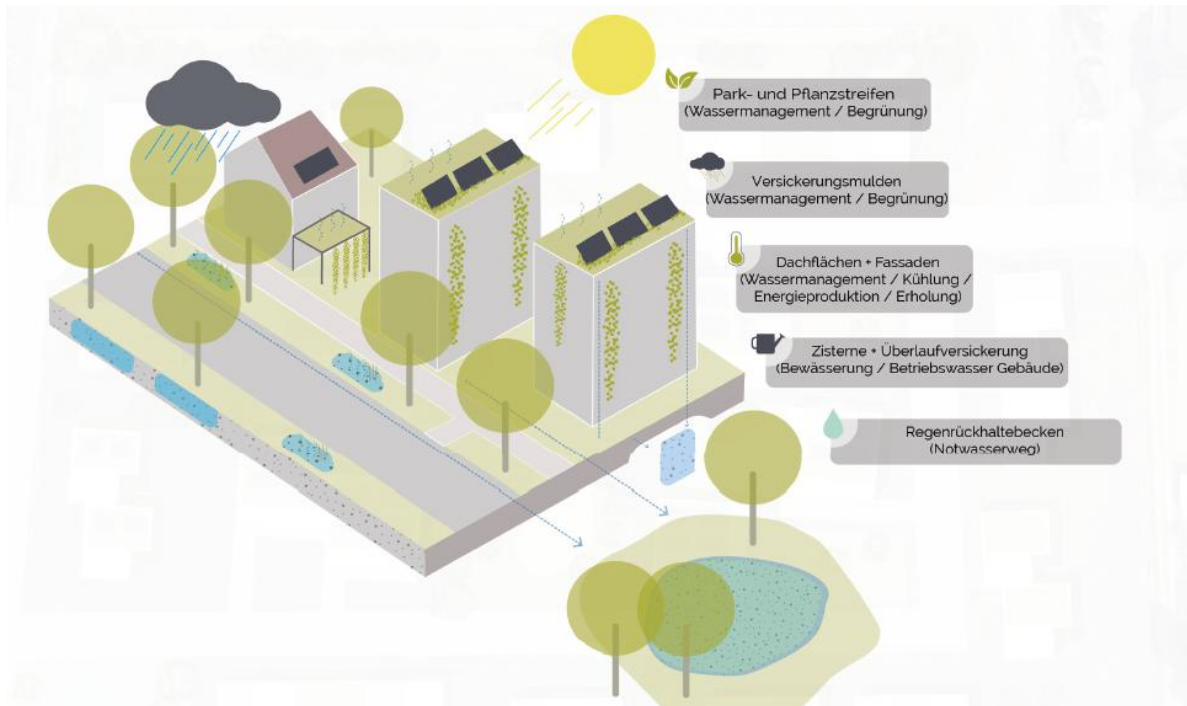 Park- und Pflanzstreifen
(Wassermanagement / Begrünung)
Versickerungsmulden
(Wassermanagement / Begrünung)
Dachflächen + Fassaden
(Wassermanagement / Kühlung /
Energieproduktion / Erholung)
Zisterne + Überlaufversickerung
(Bewässerung / Betriebswasser Gebäude)
Regenrückhaltebecken
(Notwasserweg)